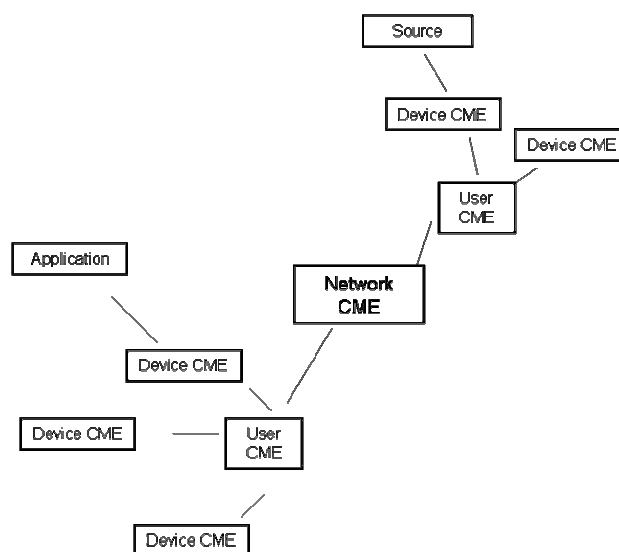 Source
Device CME
Device CME
User
CME
Application
Network
CME
Device CME
Device CME
User
CME
Device CME